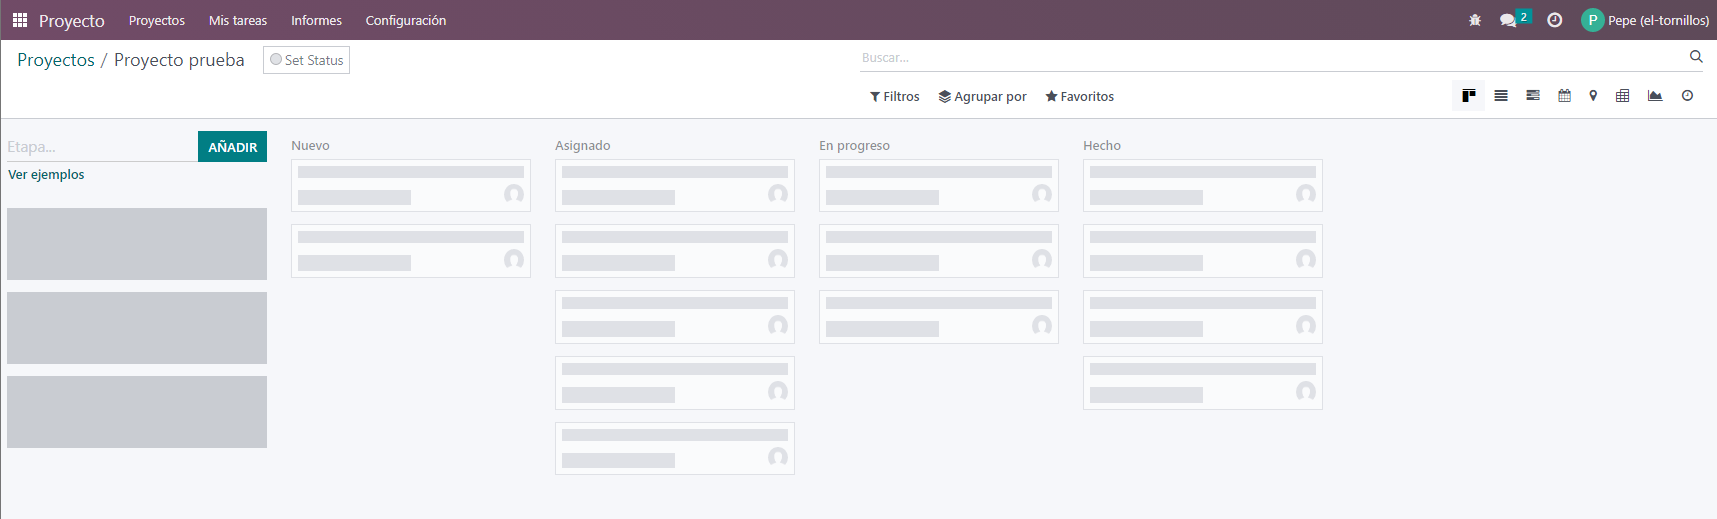 Proyecto Proyectos Mis tareas Informes Configuración 2 P Pepe (el-tornillos)
Proyectos / Proyecto prueba Set Status Buscar...
Filtros Agrupar por Favoritos
Etapa... AÑADIR Nuevo Asignado En progreso Hecho
Ver ejemplos